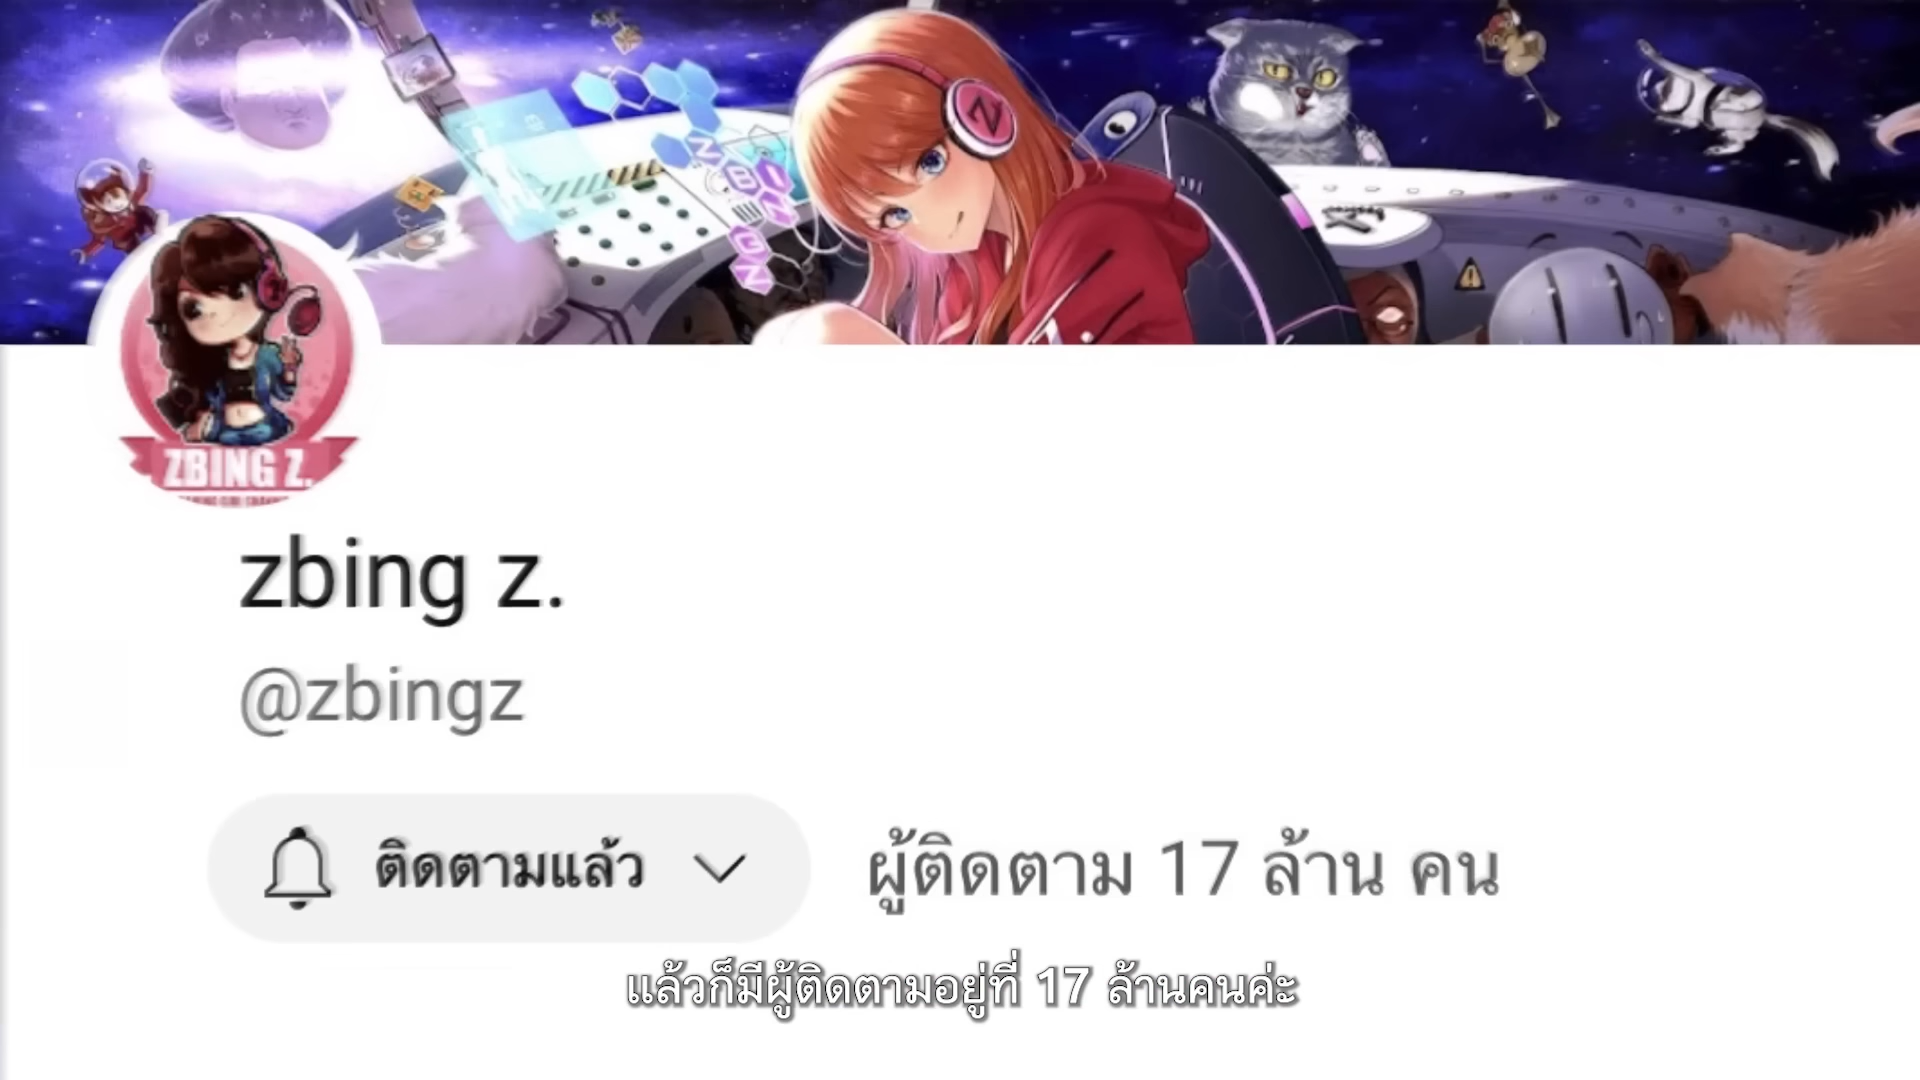 Z
ZBING Z.
zbing z.
@zbingz
ติดตามแล้ว
ผู้ติดตาม 17 ล้าน คน
แล้วก็มีผู้ติดตามอยู่ที่ 17 ล้านคนค่ะ